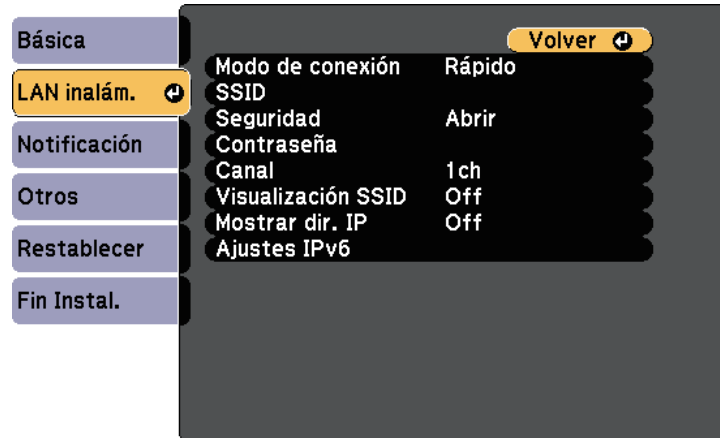 Básica
LAN inalám.
Notificación
Otros
Restablecer
Fin Instal.
Volver
Modo de conexión Rápido
SSID
Seguridad Abrir
Contraseña
Canal 1ch
Visualización SSID Off
Mostrar dir. IP Off
Ajustes IPv6